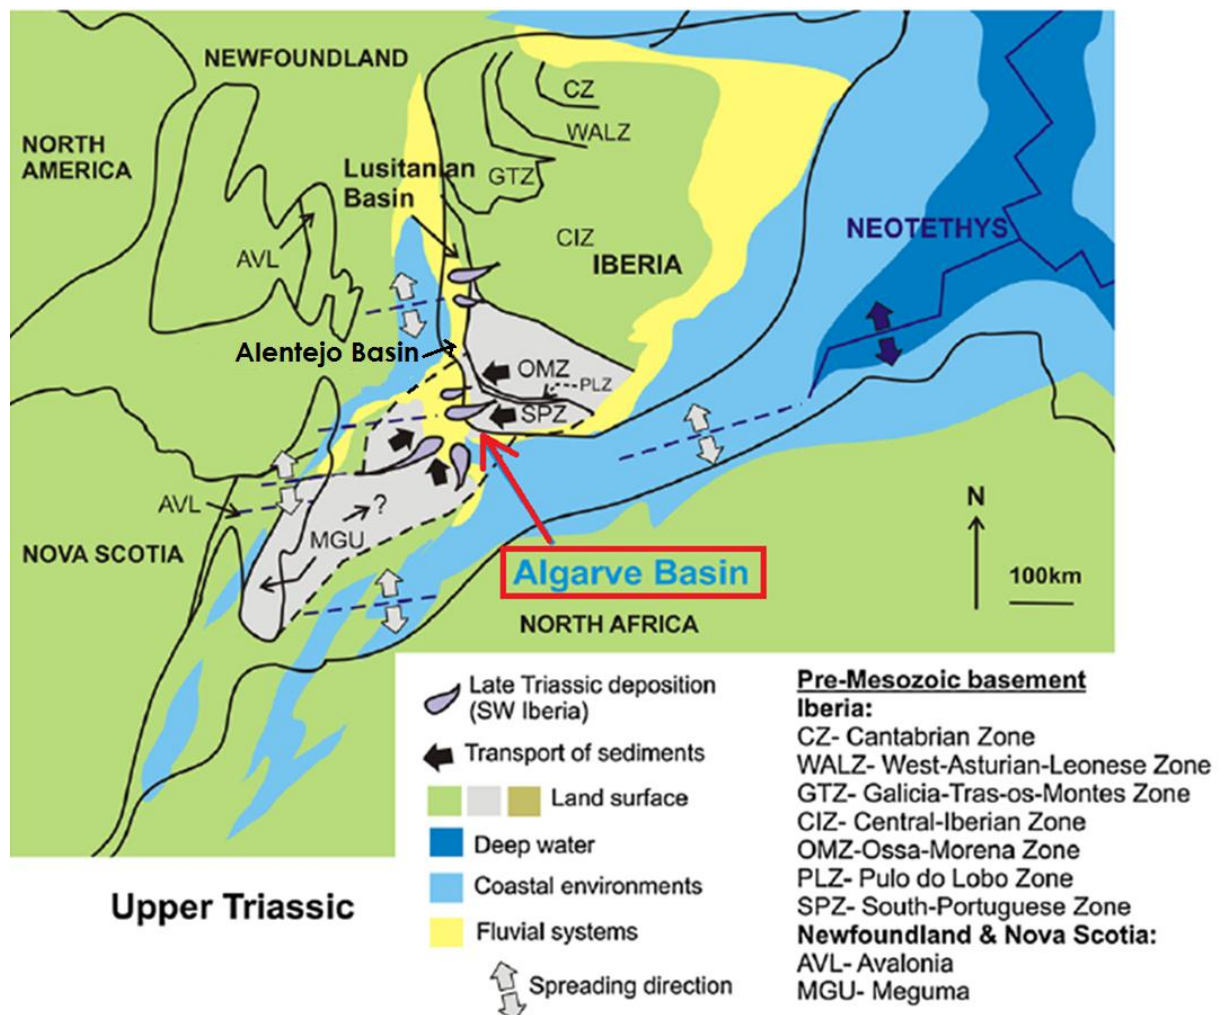 NEWFOUNDLAND
CZ
NORTH
AMERICA
WALZ
Lusitanian
Basin
GTZ
NEOTETHYS
CIZ
IBERIA
AVL
Alentejo Basin
OMZ
PLZ
SPZ
AVL
?
N
MGU
NOVA SCOTIA
Algarve Basin
100km
NORTH AFRICA
Late Triassic deposition
(SW Iberia)
Transport of sediments
Land surface
Deep water
Coastal environments
Fluvial systems
Spreading direction
Upper Triassic
Pre-Mesozoic basement
Iberia:
CZ- Cantabrian Zone
WALZ- West-Asturian-Leonese Zone
GTZ- Galicia-Tras-os-Montes Zone
CIZ- Central-Iberian Zone
OMZ-Ossa-Morena Zone
PLZ- Pulo do Lobo Zone
SPZ- South-Portuguese Zone
Newfoundland & Nova Scotia:
AVL- Avalonia
MGU- Meguma